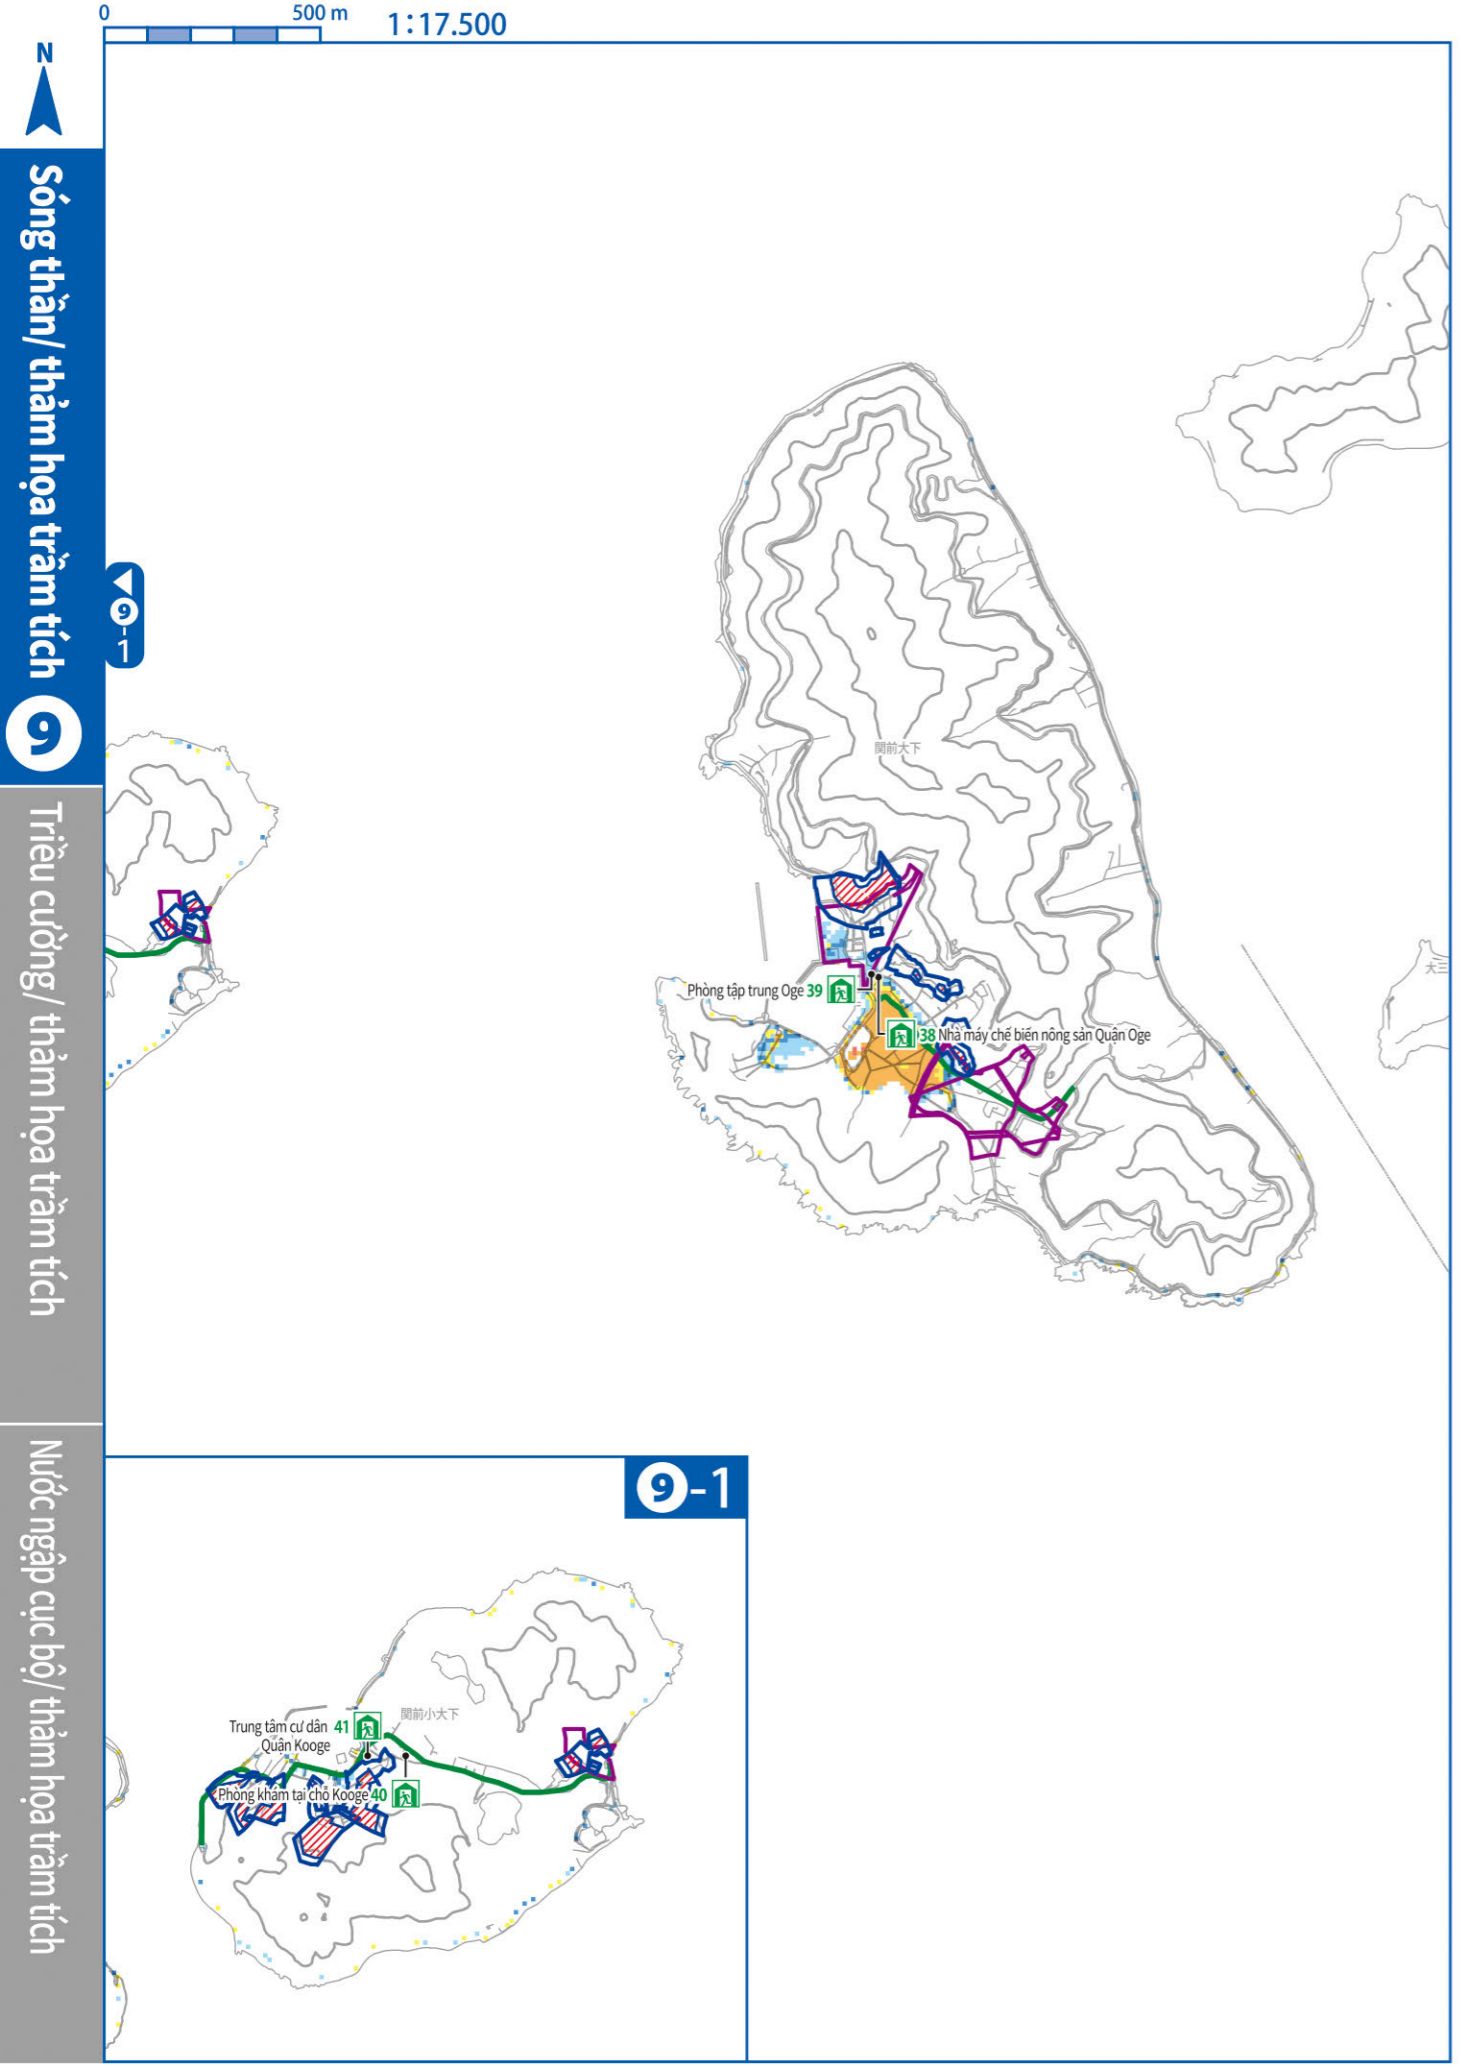 0 500 m 1:17.500
N
Sóng thần/ thảm họa trầm tích 9
Triều cường/ thảm họa trầm tích
Nước ngập cục bộ/ thảm họa trầm tích
9-1
関前大下
大三
Phòng tập trung Oge 39
38 Nhà máy chế biến nông sản Quận Oge
9-1
関前小大下
Trung tâm cư dân 41
Quận Kooge
Phòng khám tại chỗ Kooge 40